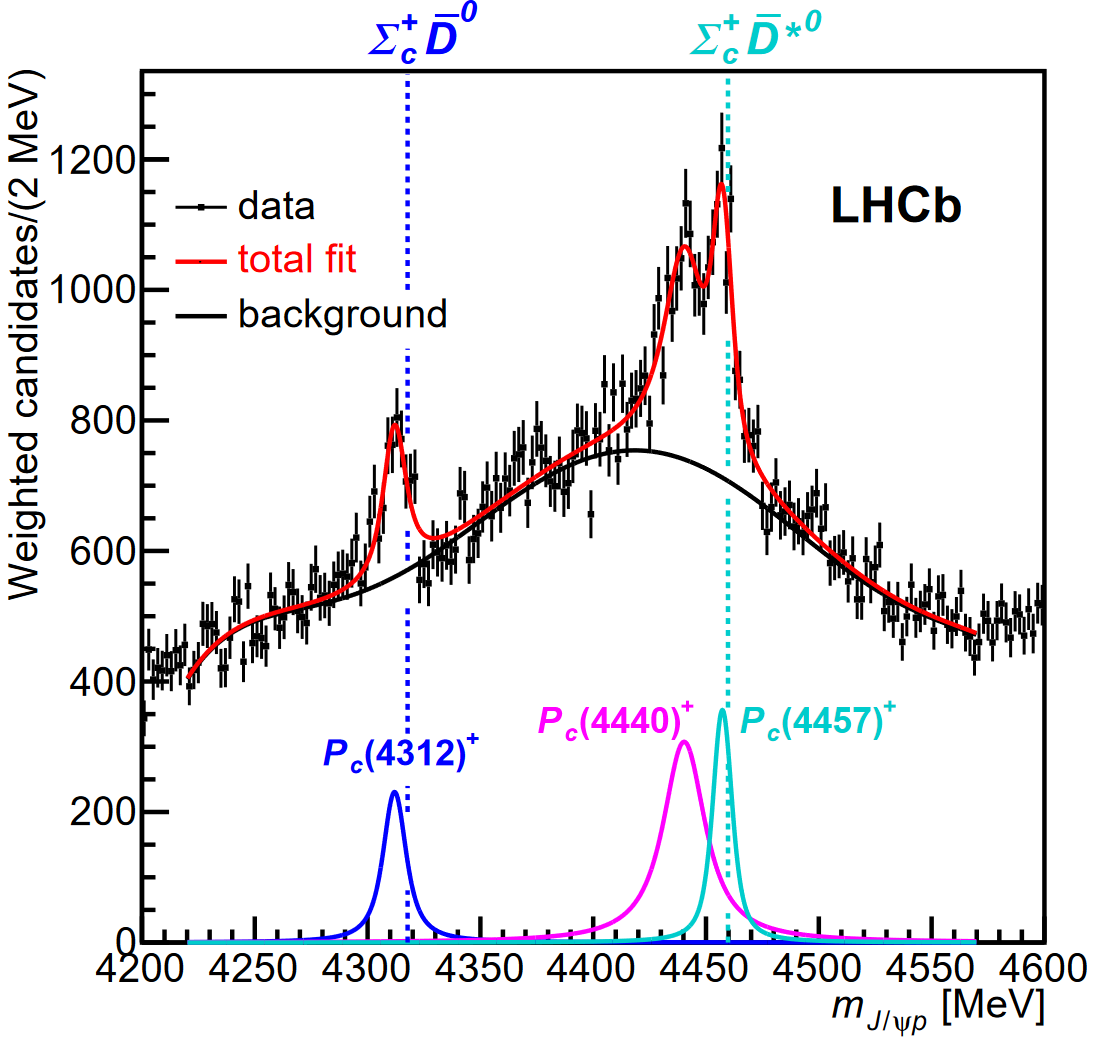 Σc+ D̅0 Σc+ D̅*0
Weighted candidates/(2 MeV)
1200
1000
800
600
400
200
0
data
total fit
background
LHCb
Pc(4312)+
Pc(4440)+ Pc(4457)+
4200 4250 4300 4350 4400 4450 4500 4550 4600
mJ/ψp [MeV]